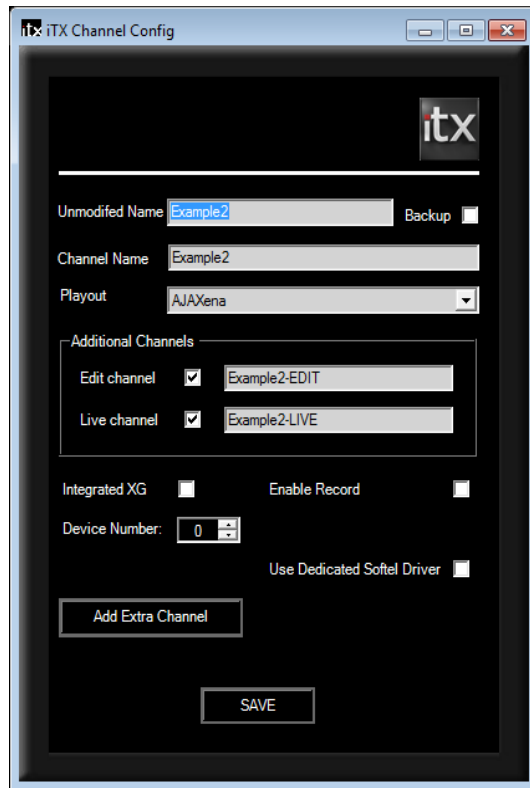 itx iTX Channel Config
itx
Unmodifed Name Example2 Backup
Channel Name Example2
Playout AJAXena
Additional Channels
Edit channel Example2-EDIT
Live channel Example2-LIVE
Integrated XG Enable Record
Device Number: 0
Use Dedicated Softel Driver
Add Extra Channel
SAVE